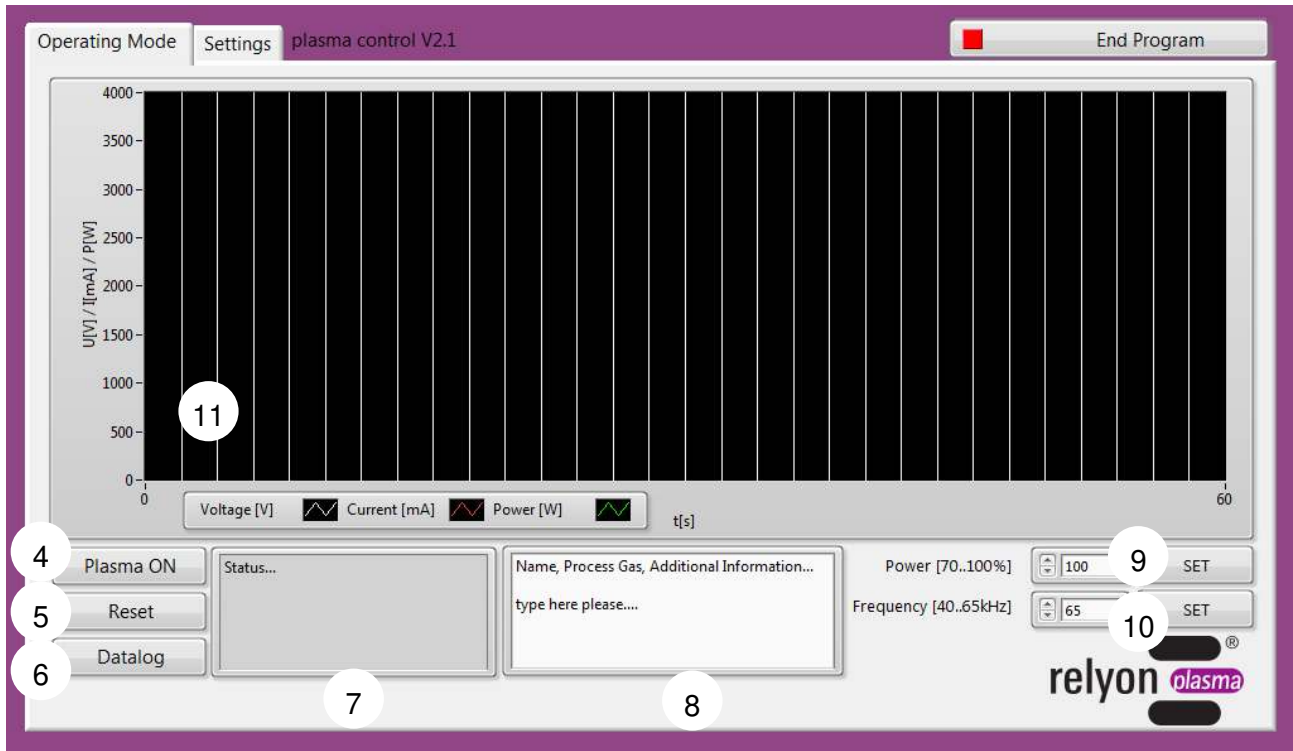 Operating Mode
Settings
plasma control V2.1
End Program
4000
3500
3000
2500
2000
1500
1000
500
0
U[V] / I[mA] / P[W]
11
0
60
Voltage [V]
Current [mA]
Power [W]
t[s]
4
Plasma ON
5
Reset
6
Datalog
Status...
7
Name, Process Gas, Additional Information...
type here please....
8
Power [70..100%]
100
9
SET
Frequency [40..65kHz]
65
10
SET
relyon plasma ®